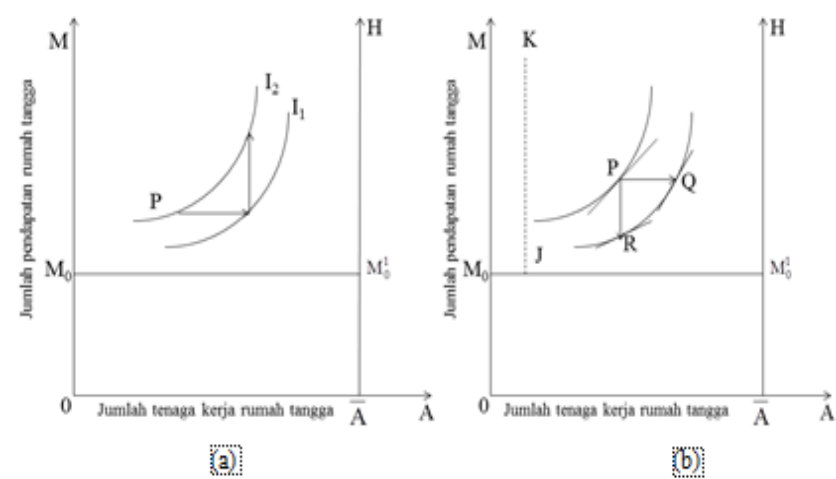 M
H
I₂
I₁
P
M₀
M₀¹
0
A̅
A
Jumlah pendapatan rumah tangga
Jumlah tenaga kerja rumah tangga
(a)
M
K
H
P
Q
R
J
M₀
M₀¹
0
A̅
A
Jumlah pendapatan rumah tangga
Jumlah tenaga kerja rumah tangga
(b)